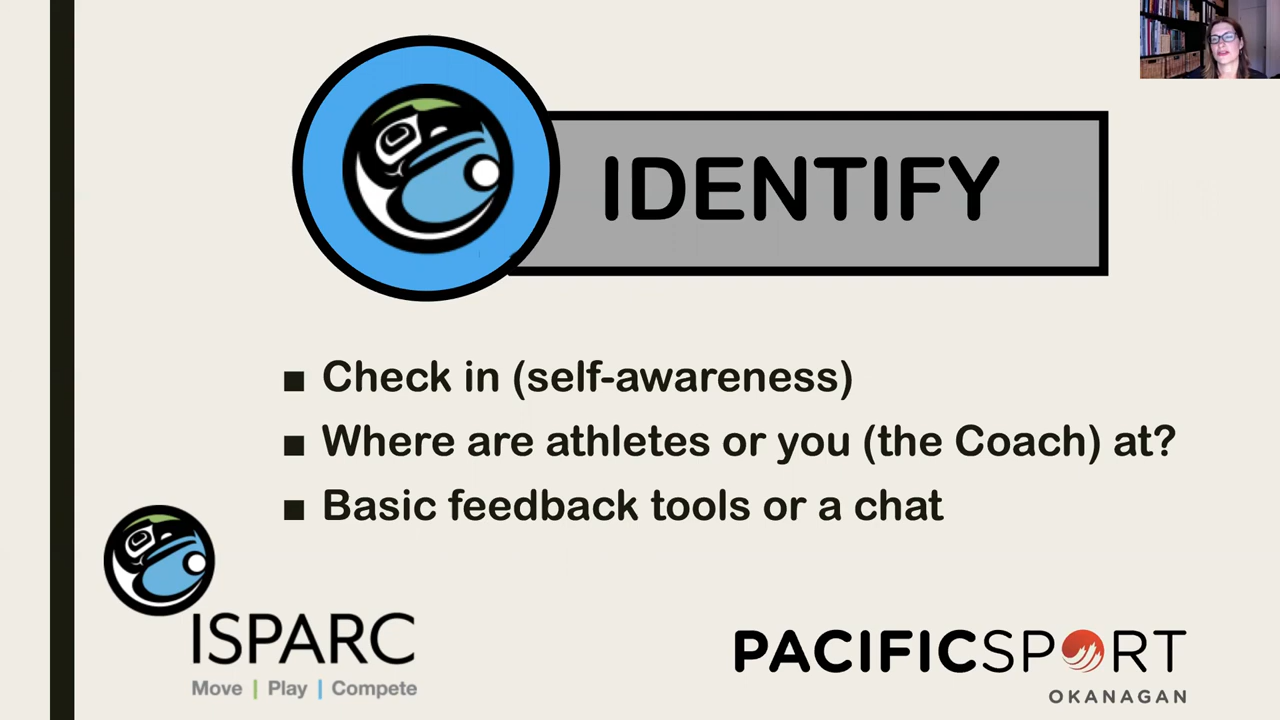 IDENTIFY
■ Check in (self-awareness)
■ Where are athletes or you (the Coach) at?
■ Basic feedback tools or a chat
ISPARC
Move | Play | Compete
PACIFICSPORT
OKANAGAN